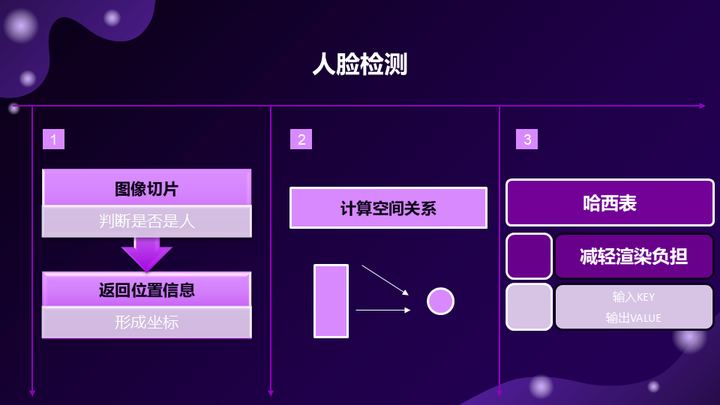 人脸检测
1
图像切片
判断是否是人
返回位置信息
形成坐标
2
计算空间关系
3
哈西表
减轻渲染负担
输入KEY
输出VALUE